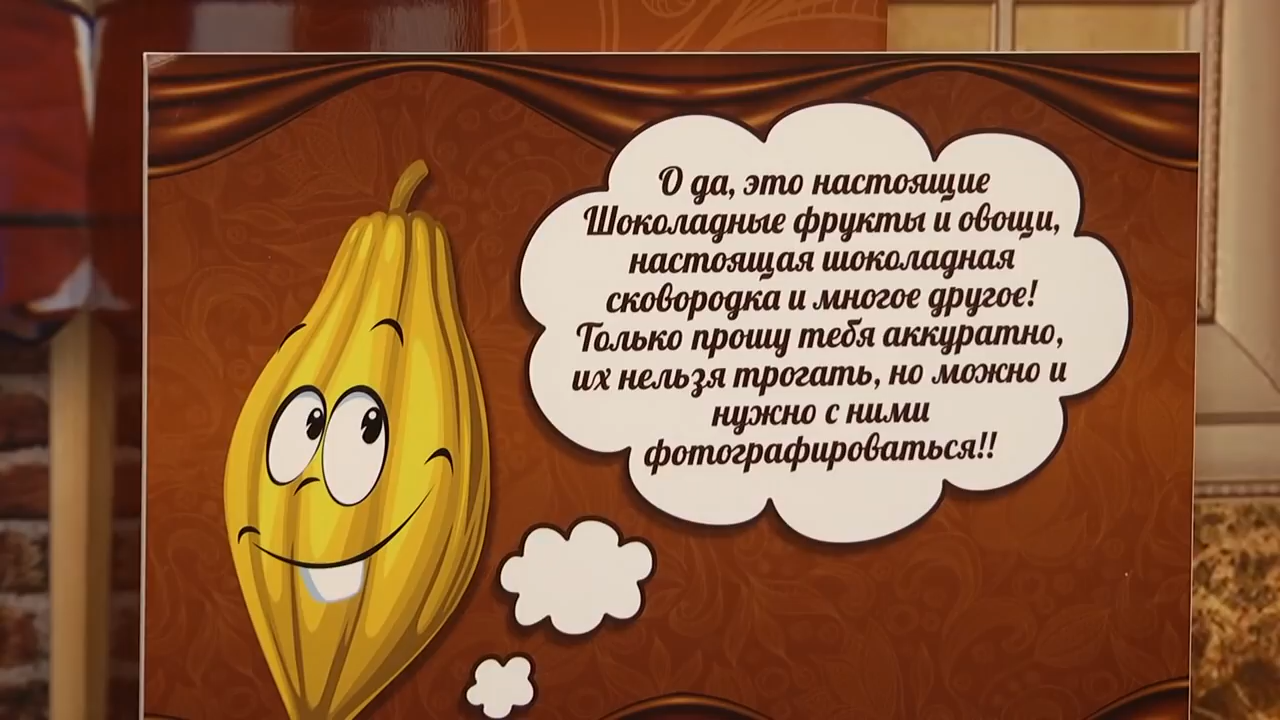 О да, это настоящие
Шоколадные фрукты и овощи,
настоящая шоколадная
сковородка и многое другое!
Только прошу тебя аккуратно,
их нельзя трогать, но можно и
нужно с ними
фотографироваться!!